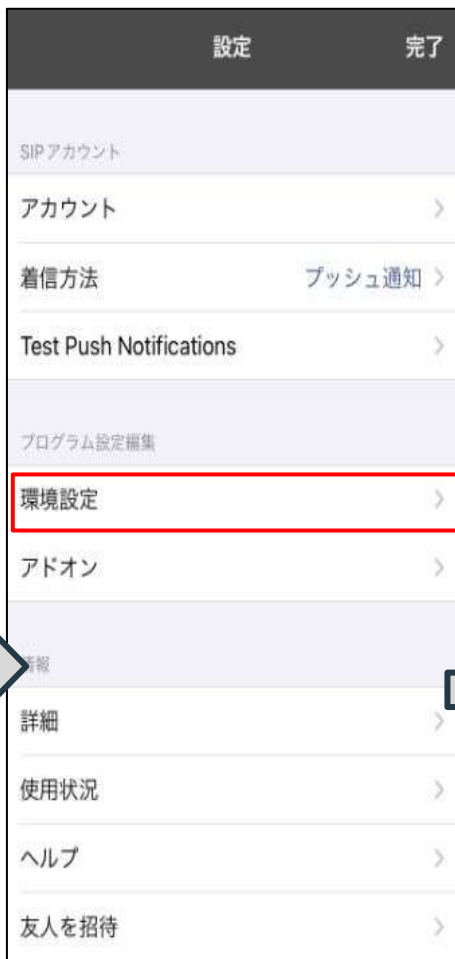 設定 完了
SIPアカウント
アカウント
着信方法 プッシュ通知
Test Push Notifications
プログラム設定編集
環境設定
アドオン
情報
詳細
使用状況
ヘルプ
友人を招待